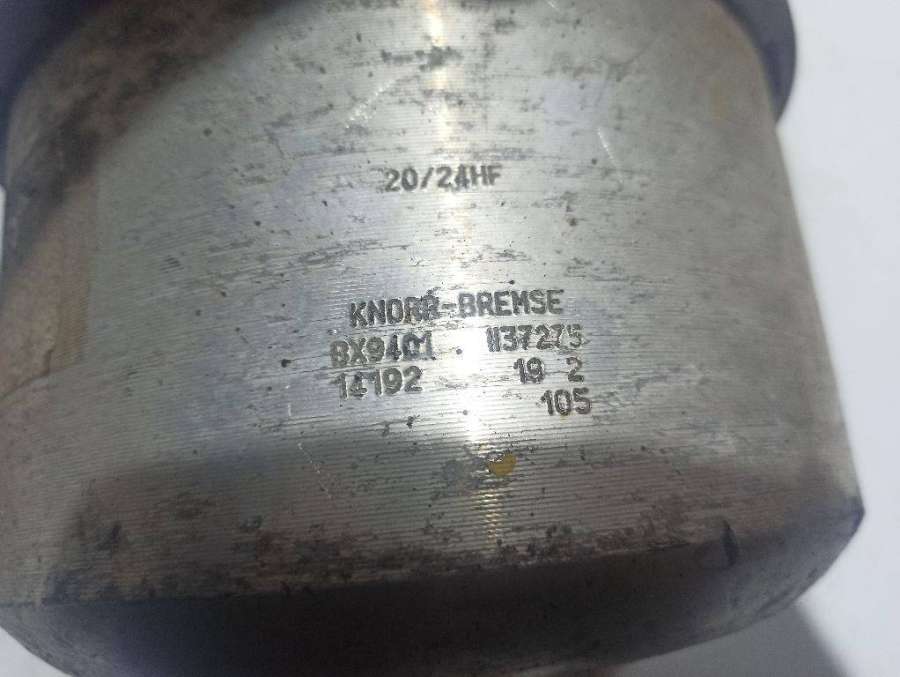 20/24HF
KNORR-BREMSE
BX9401 II37275
14192 19 2
105